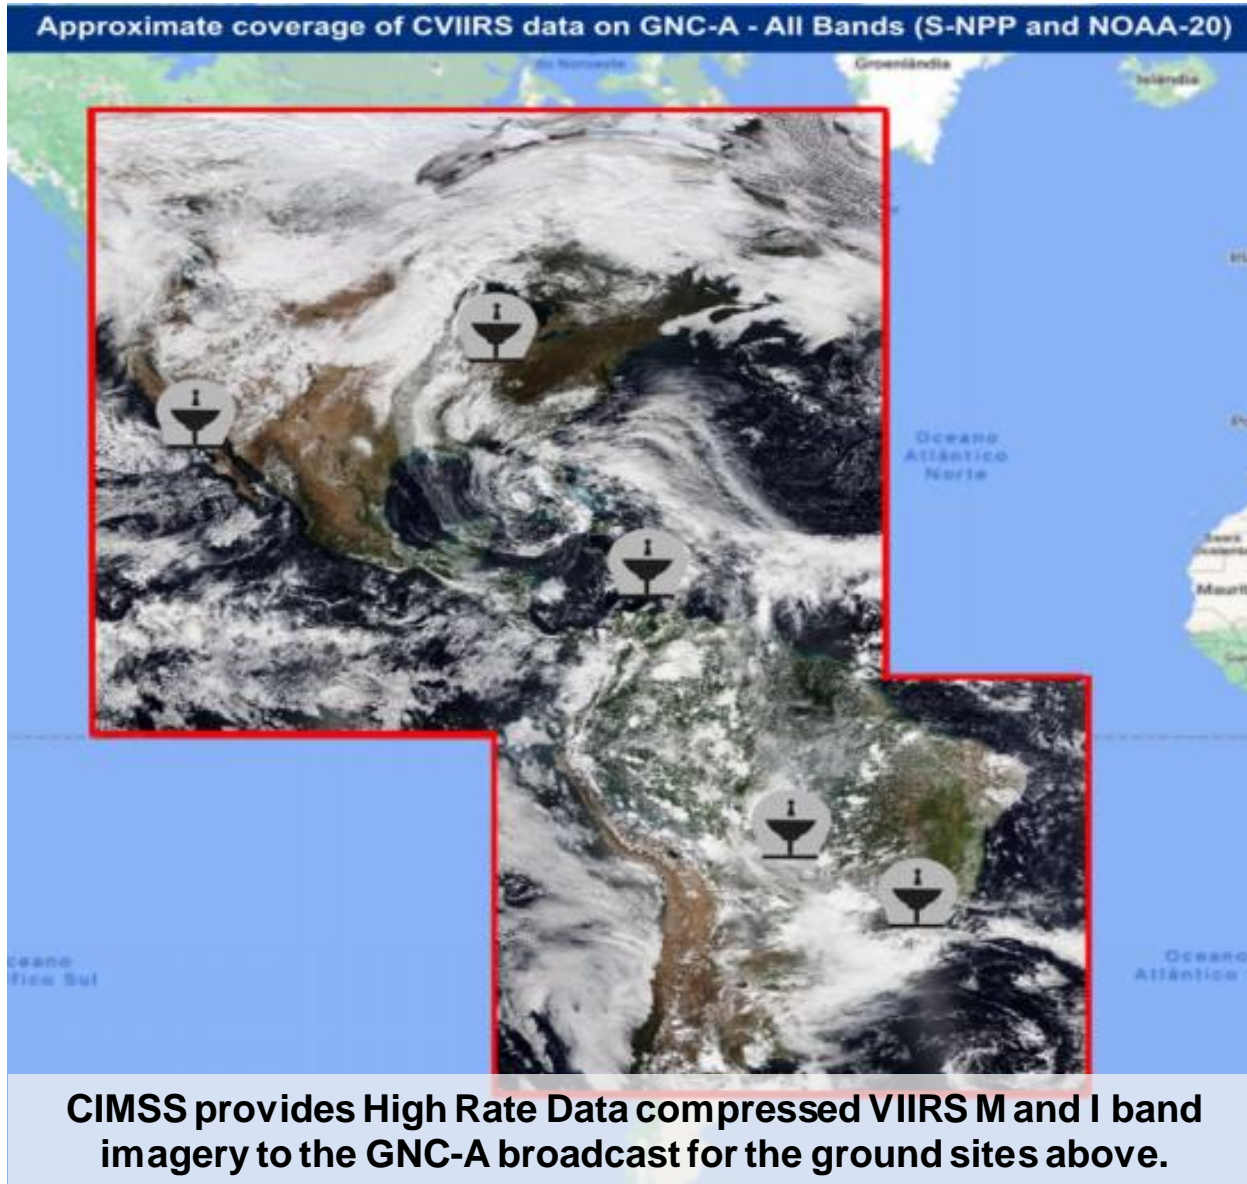 Approximate coverage of CVIIRS data on GNC-A - All Bands (S-NPP and NOAA-20)
do Noroeste
Groenlândia
Islândia
Oceano
Atlântico
Norte
Oceano
Atlântico
CIMSS provides High Rate Data compressed VIIRS M and I band
imagery to the GNC-A broadcast for the ground sites above.